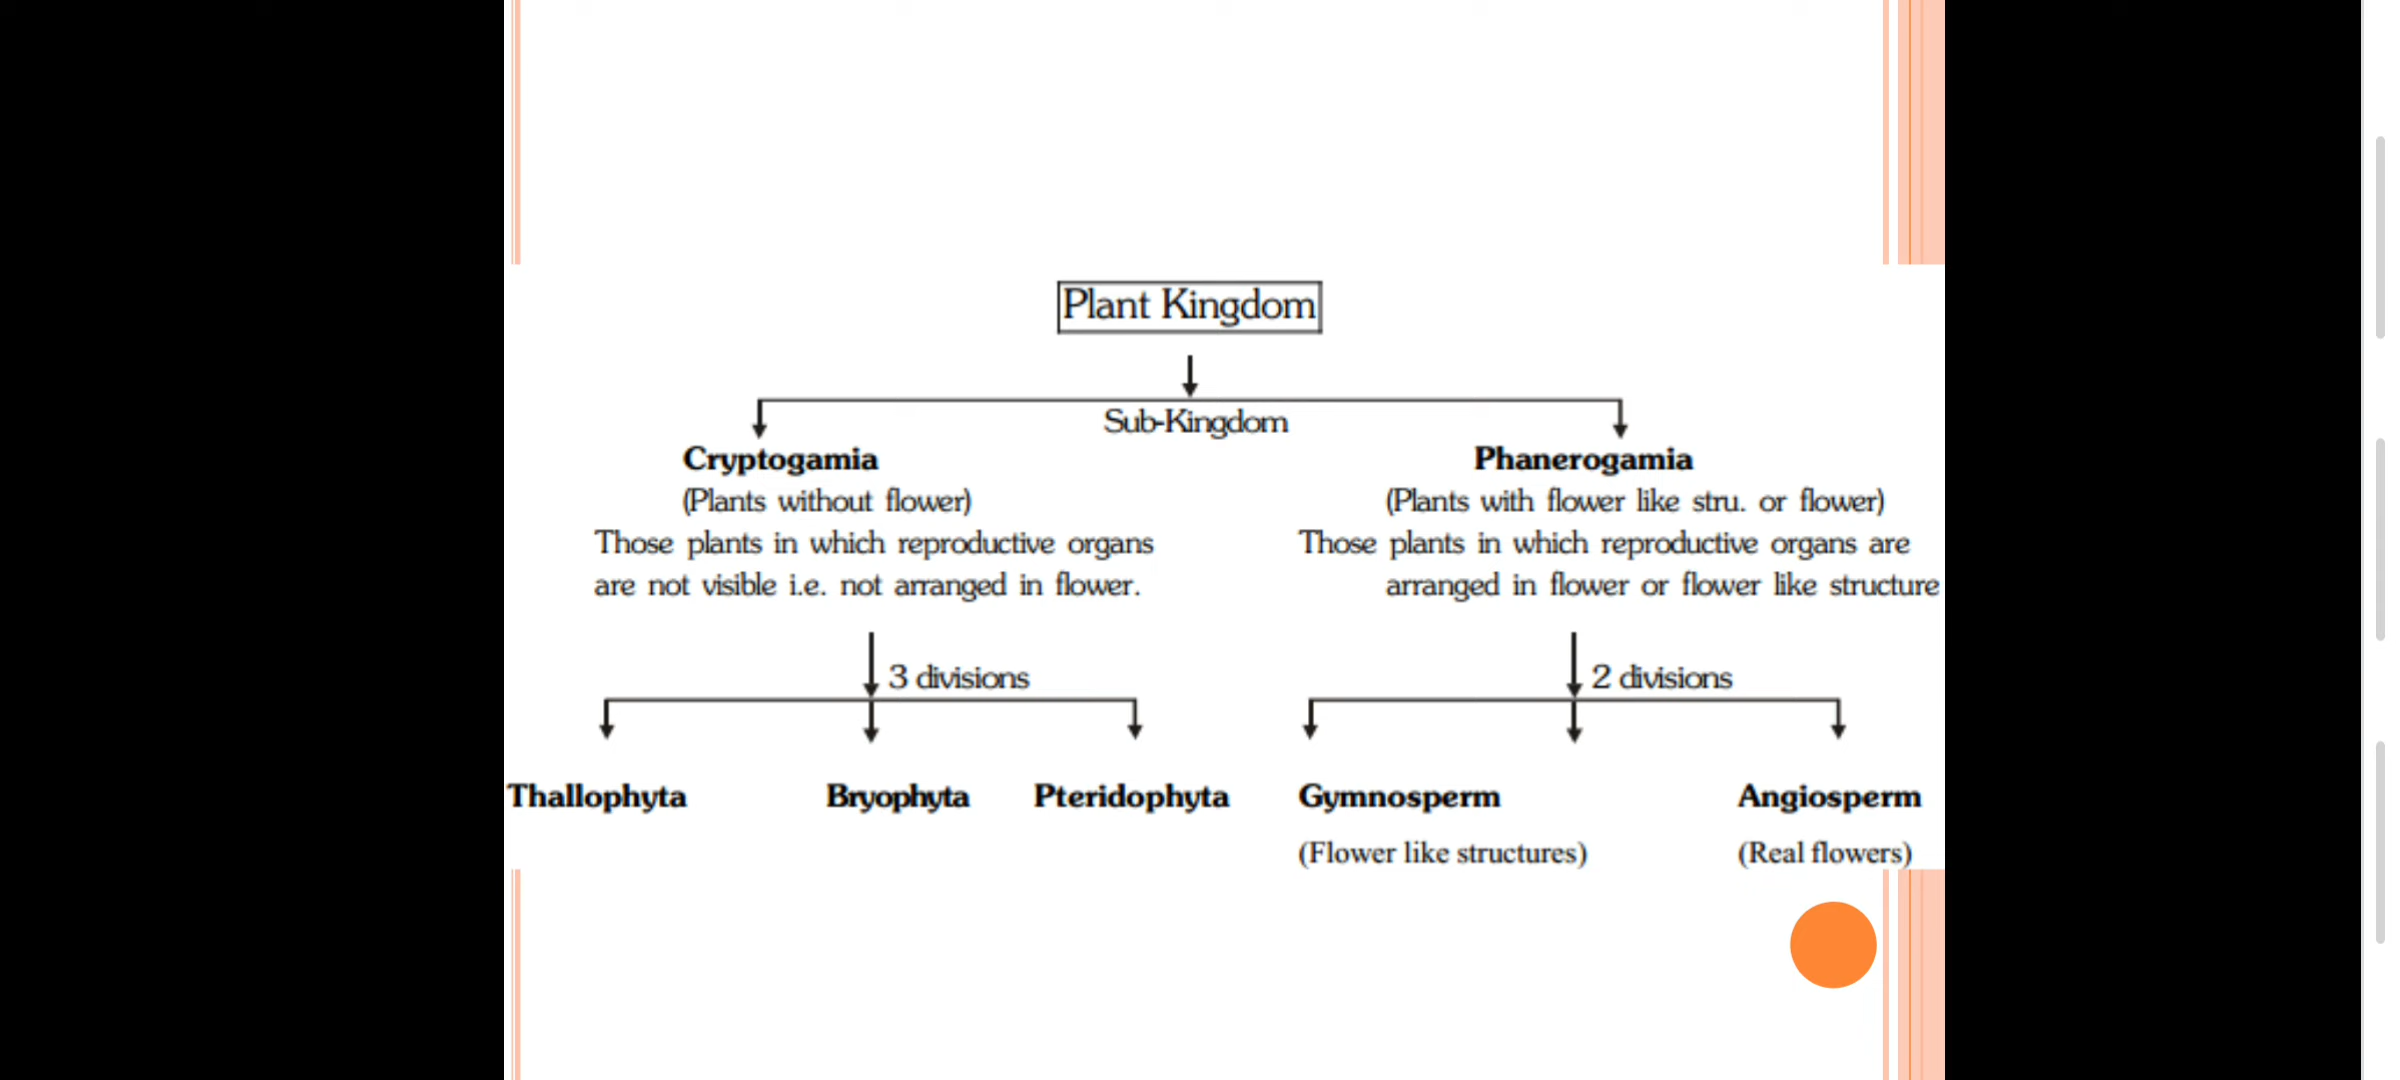 Plant Kingdom
Sub-Kingdom
Cryptogamia
(Plants without flower)
Those plants in which reproductive organs
are not visible i.e. not arranged in flower.
Phanerogamia
(Plants with flower like stru. or flower)
Those plants in which reproductive organs are
arranged in flower or flower like structure
3 divisions
2 divisions
Thallophyta
Bryophyta
Pteridophyta
Gymnosperm
(Flower like structures)
Angiosperm
(Real flowers)